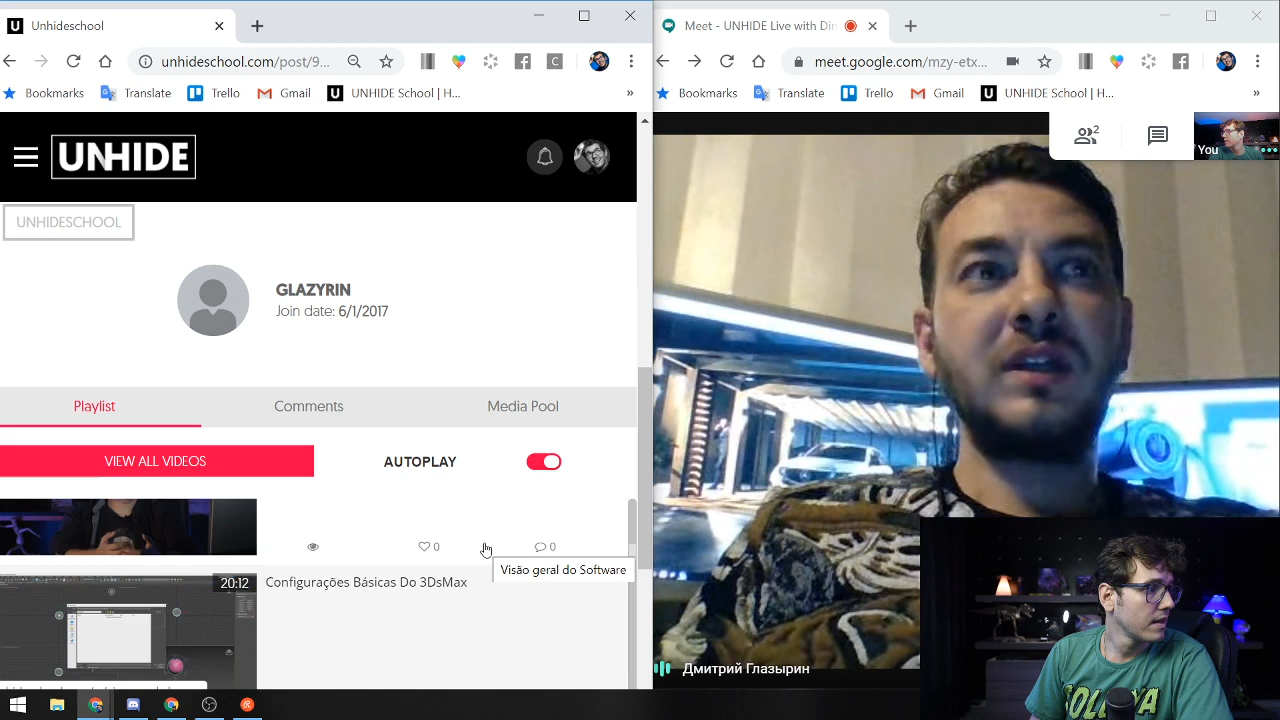 Unhideschool
Meet - UNHIDE Live with Din
unhideschool.com/post/9...
meet.google.com/mzy-etx...
Bookmarks Translate Trello Gmail UNHIDE School | H...
Bookmarks Translate Trello Gmail UNHIDE School | H...
UNHIDE
2
You
UNHIDESCHOOL
GLAZYRIN
Join date: 6/1/2017
Playlist Comments Media Pool
VIEW ALL VIDEOS AUTOPLAY
0 0
Visão geral do Software
20:12 Configurações Básicas Do 3DsMax
Дмитрий Глазырин